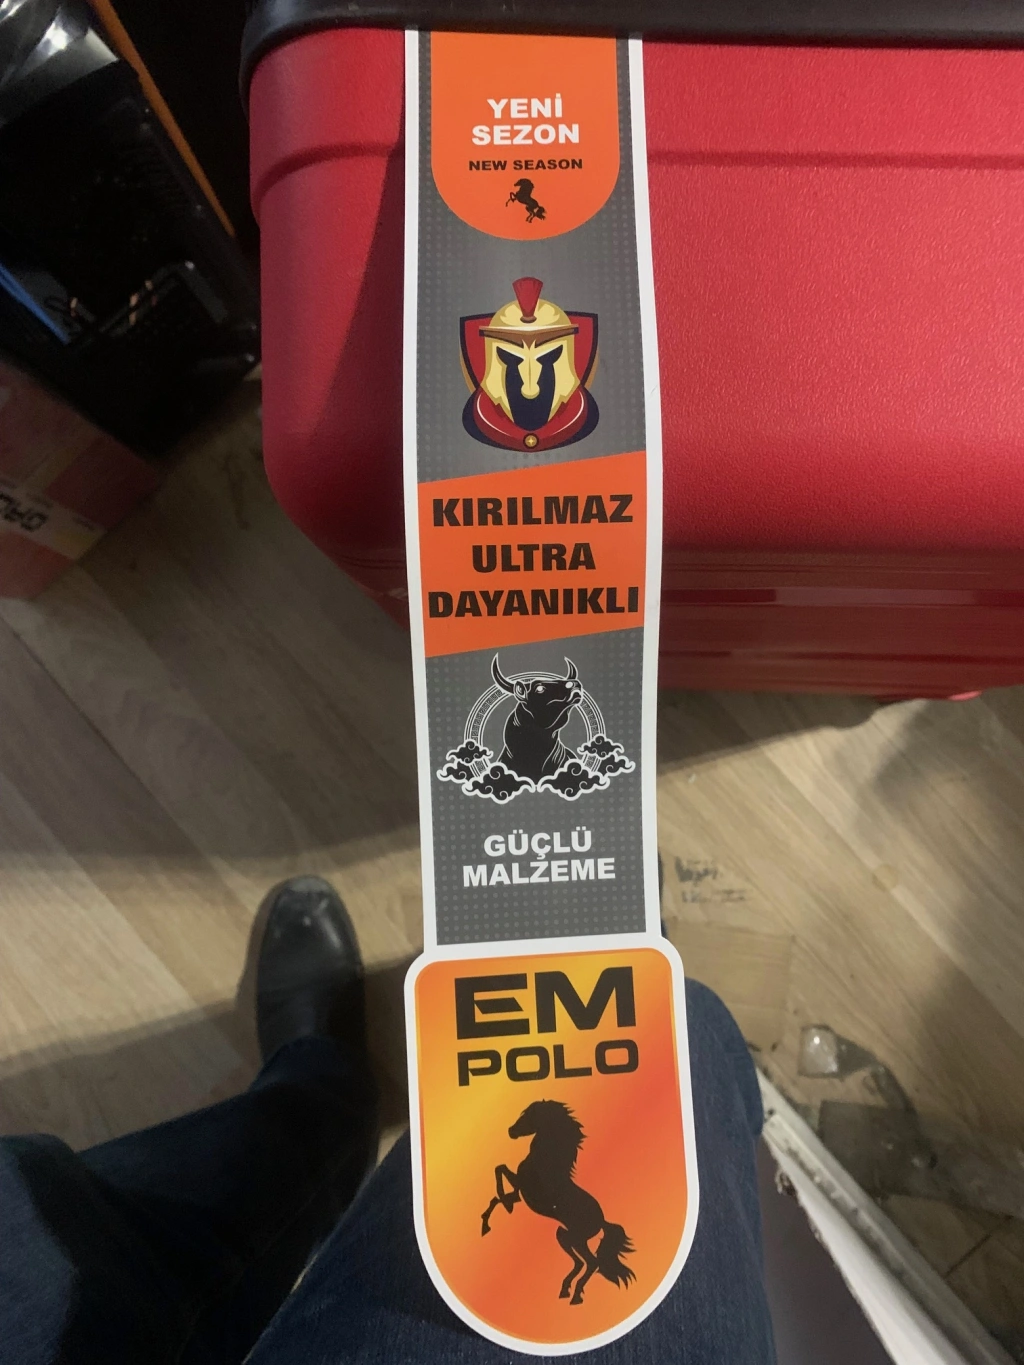 YENİ
SEZON
NEW SEASON
KIRILMAZ
ULTRA
DAYANIKLI
GÜÇLÜ
MALZEME
EM
POLO